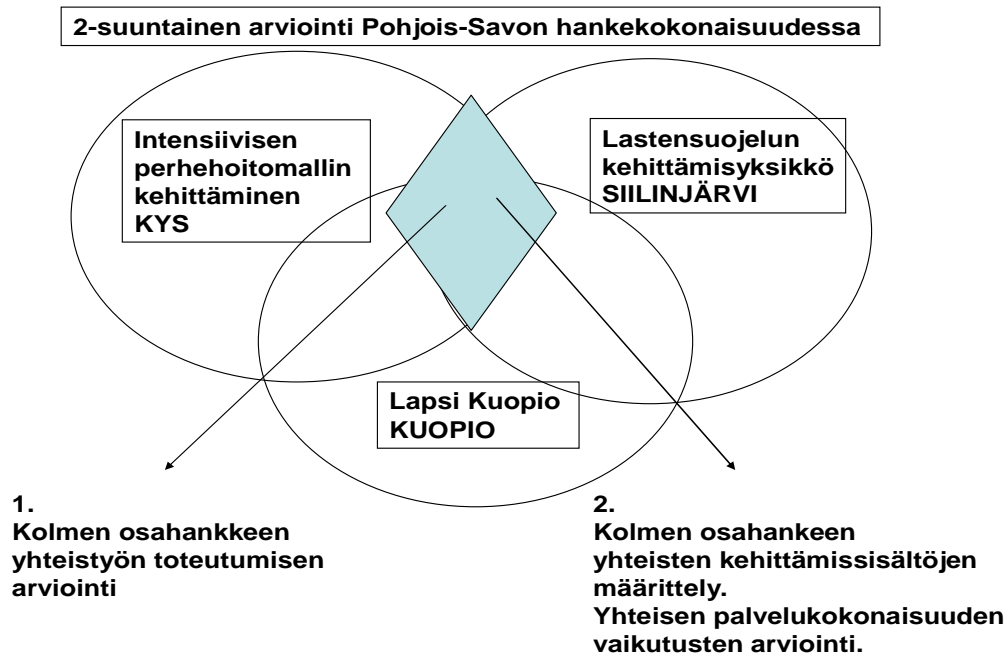 2-suuntainen arviointi Pohjois-Savon hankekokonaisuudessa
Intensiivisen
perhehoitomallin
kehittäminen
KYS
Lastensuojelun
kehittämisyksikkö
SIILINJÄRVI
Lapsi Kuopio
KUOPIO
1.
Kolmen osahankkeen
yhteistyön toteutumisen
arviointi
2.
Kolmen osahankeen
yhteisten kehittämissisältöjen
määrittely.
Yhteisen palvelukokonaisuuden
vaikutusten arviointi.